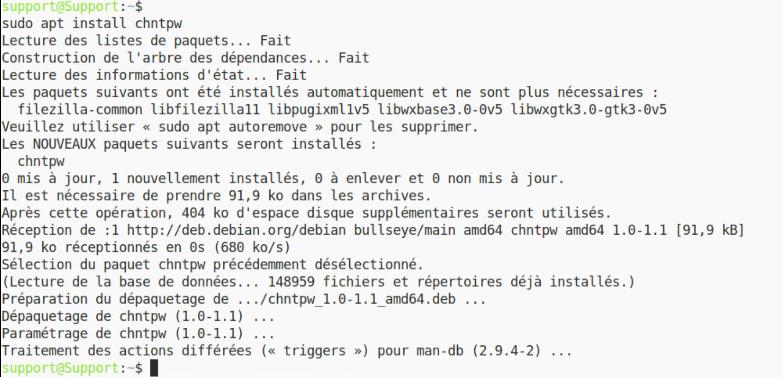 support@Support:~$
sudo apt install chntpw
Lecture des listes de paquets... Fait
Construction de l'arbre des dépendances... Fait
Lecture des informations d'état... Fait
Les paquets suivants ont été installés automatiquement et ne sont plus nécessaires :
  filezilla-common libfilezilla11 libpugixml1v5 libwxbase3.0-0v5 libwxgtk3.0-gtk3-0v5
Veuillez utiliser « sudo apt autoremove » pour les supprimer.
Les NOUVEAUX paquets suivants seront installés :
  chntpw
0 mis à jour, 1 nouvellement installés, 0 à enlever et 0 non mis à jour.
Il est nécessaire de prendre 91,9 ko dans les archives.
Après cette opération, 404 ko d'espace disque supplémentaires seront utilisés.
Réception de :1 http://deb.debian.org/debian bullseye/main amd64 chntpw amd64 1.0-1.1 [91,9 kB]
91,9 ko réceptionnés en 0s (680 ko/s)
Sélection du paquet chntpw précédemment désélectionné.
(Lecture de la base de données... 148959 fichiers et répertoires déjà installés.)
Préparation du dépaquetage de .../chntpw_1.0-1.1_amd64.deb ...
Dépaquetage de chntpw (1.0-1.1) ...
Paramétrage de chntpw (1.0-1.1) ...
Traitement des actions différées (« triggers ») pour man-db (2.9.4-2) ...
support@Support:~$